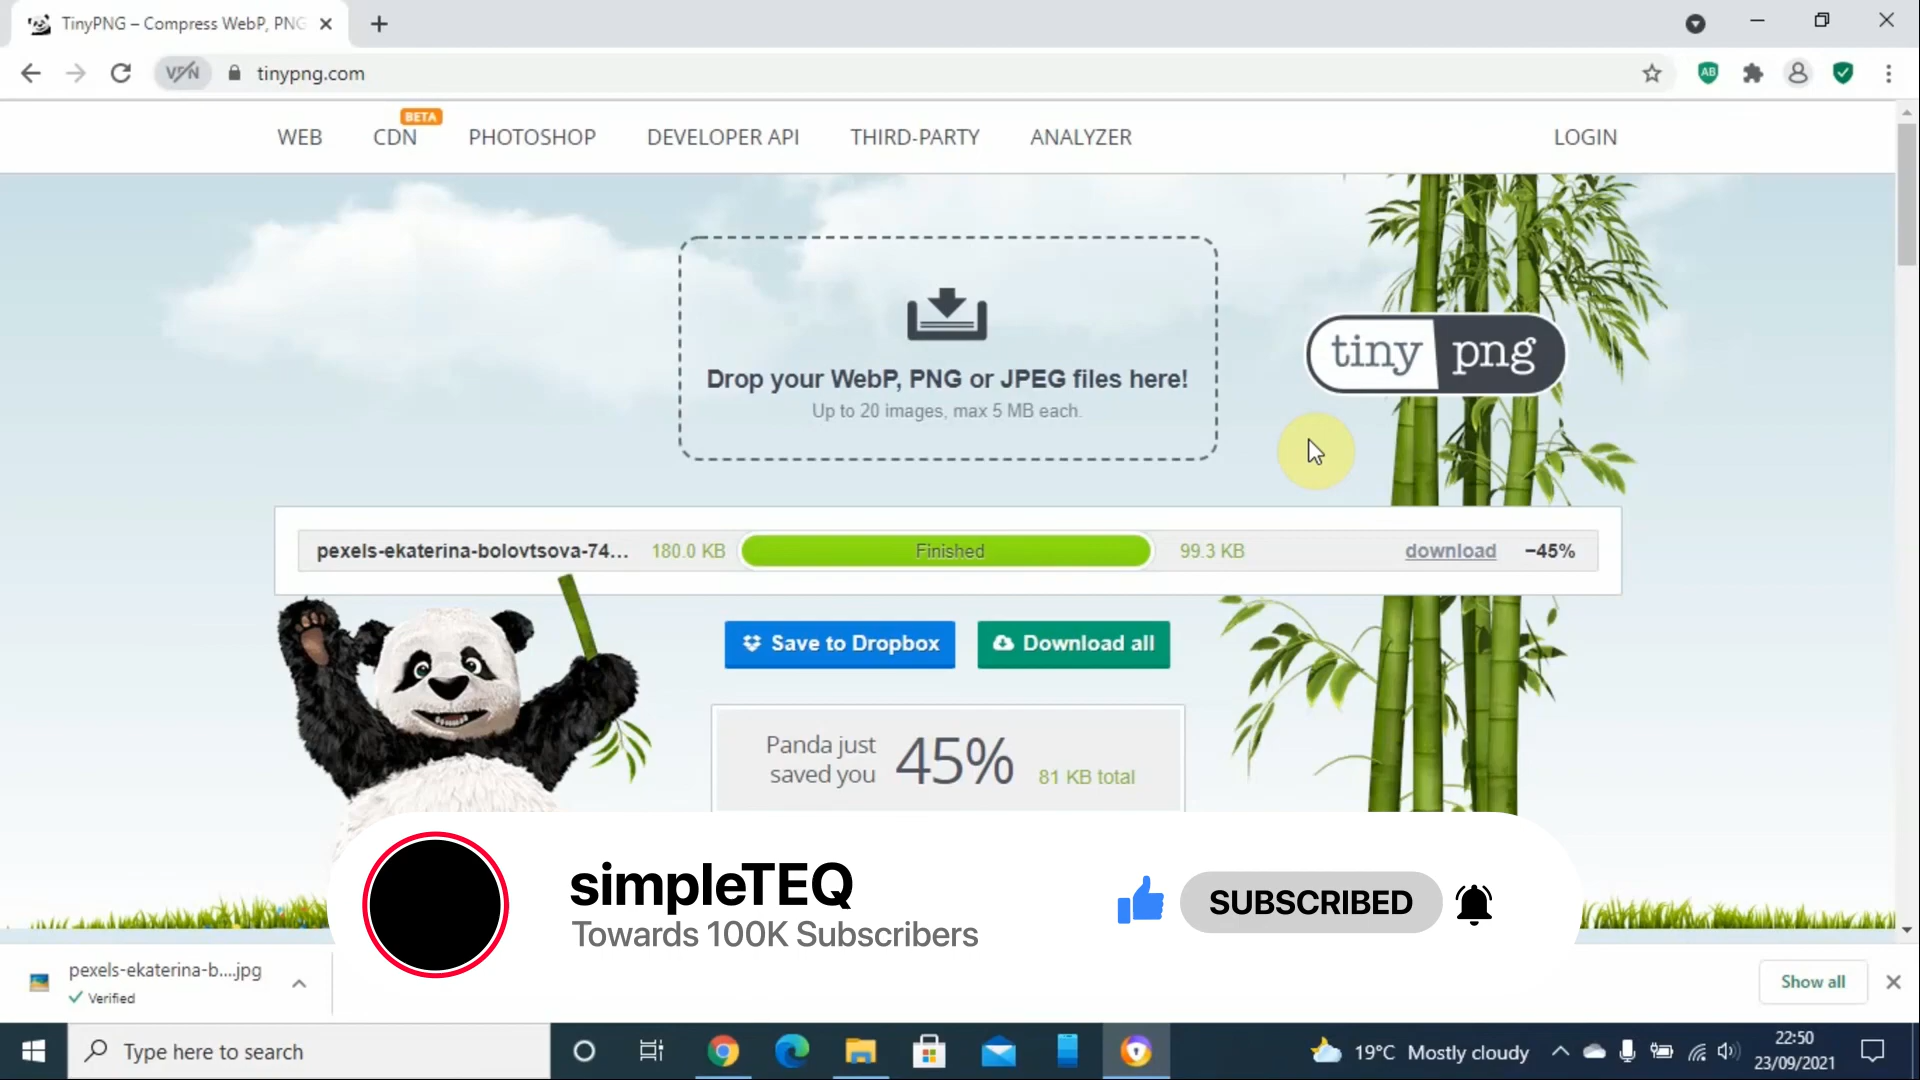 TinyPNG – Compress WebP, PNG
VPN
tinypng.com
AB
BETA
WEB CDN PHOTOSHOP DEVELOPER API THIRD-PARTY ANALYZER LOGIN
Drop your WebP, PNG or JPEG files here!
Up to 20 images, max 5 MB each.
tiny png
pexels-ekaterina-bolovtsova-74... 180.0 KB Finished 99.3 KB download −45%
Save to Dropbox Download all
Panda just
saved you 45% 81 KB total
simpleTEQ
Towards 100K Subscribers
SUBSCRIBED
pexels-ekaterina-b....jpg
Verified
Show all
Type here to search
19°C Mostly cloudy
22:50
23/09/2021